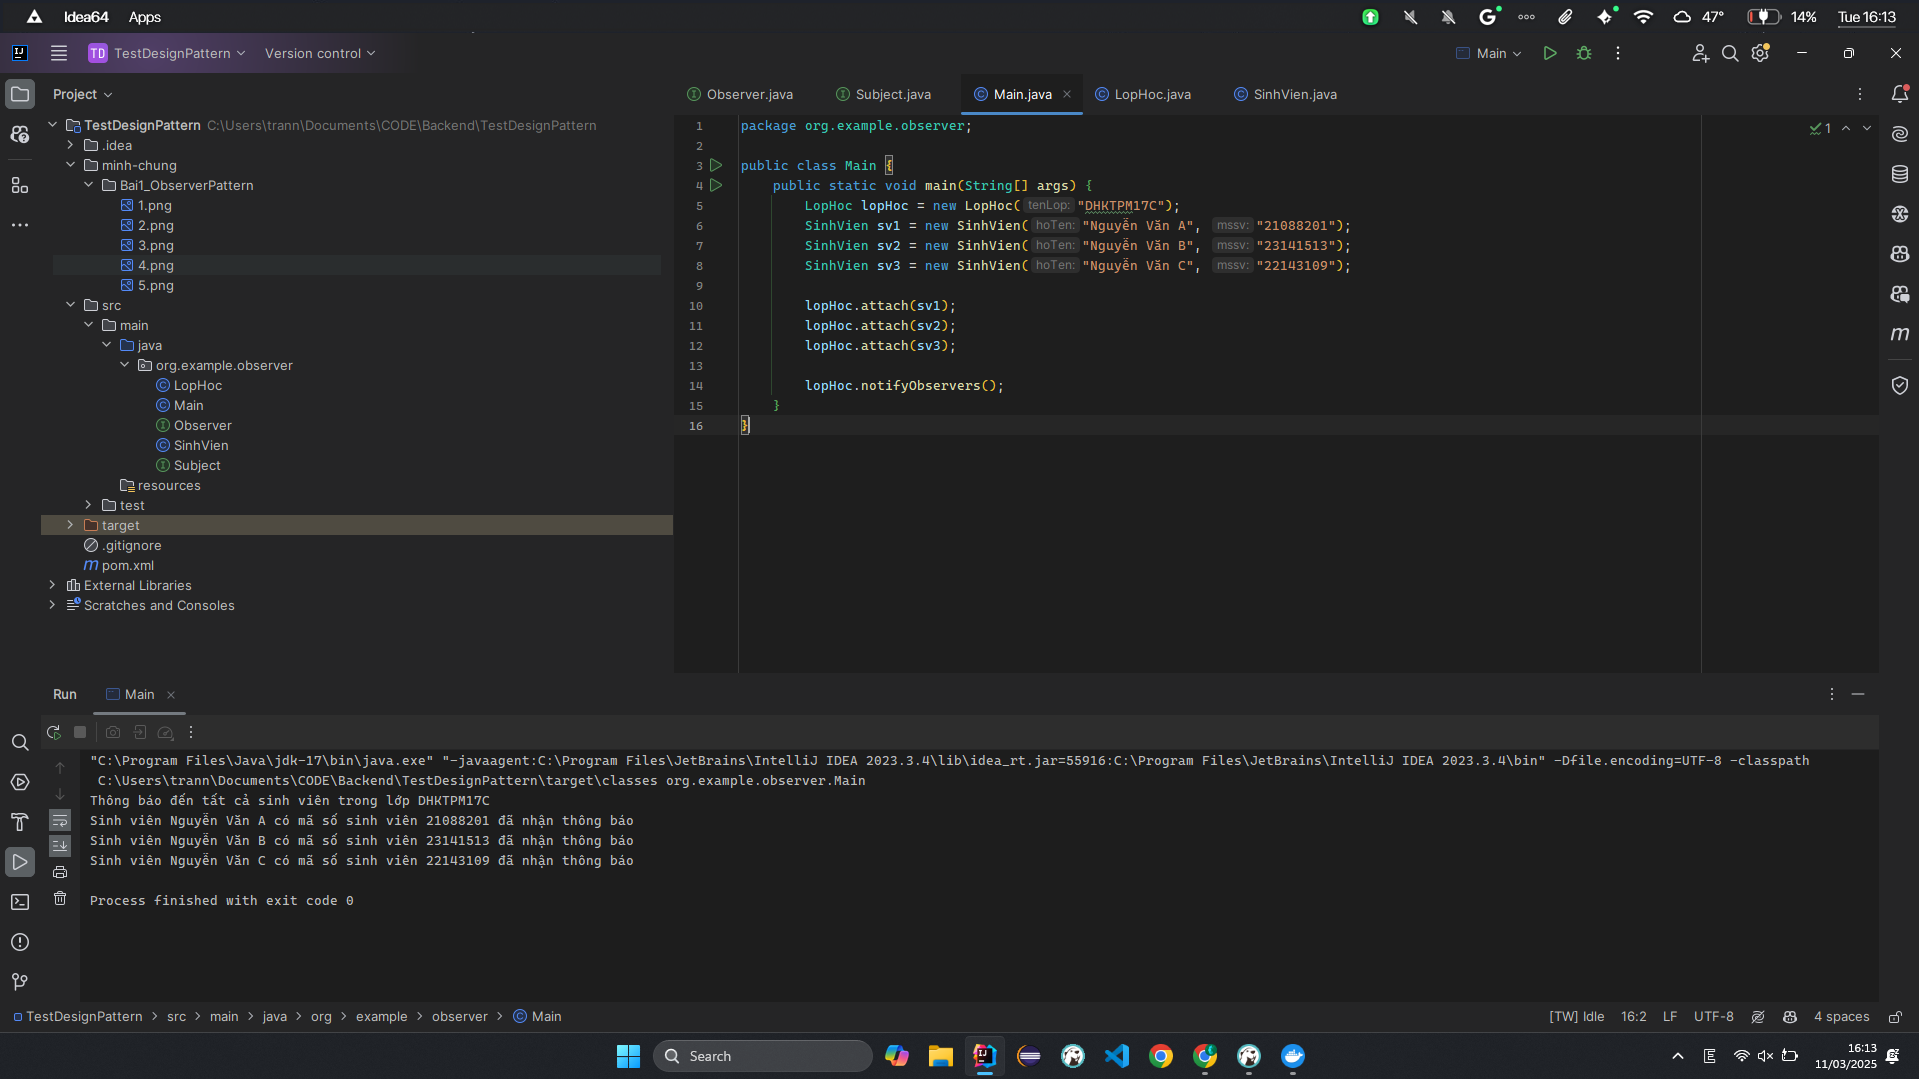 Idea64 Apps
47° 14% Tue 16:13
TD TestDesignPattern Version control
Main
Project
Observer.java Subject.java Main.java LopHoc.java SinhVien.java
TestDesignPattern C:\Users\trann\Documents\CODE\Backend\TestDesignPattern
.idea
minh-chung
Bai1_ObserverPattern
1.png
2.png
3.png
4.png
5.png
src
main
java
org.example.observer
LopHoc
Main
Observer
SinhVien
Subject
resources
test
target
.gitignore
pom.xml
External Libraries
Scratches and Consoles
1
1 package org.example.observer;
2
3 public class Main {
4 public static void main(String[] args) {
5 LopHoc lopHoc = new LopHoc( tenLop: "DHKTPM17C");
6 SinhVien sv1 = new SinhVien( hoTen: "Nguyễn Văn A", mssv: "21088201");
7 SinhVien sv2 = new SinhVien( hoTen: "Nguyễn Văn B", mssv: "23141513");
8 SinhVien sv3 = new SinhVien( hoTen: "Nguyễn Văn C", mssv: "22143109");
9
10 lopHoc.attach(sv1);
11 lopHoc.attach(sv2);
12 lopHoc.attach(sv3);
13
14 lopHoc.notifyObservers();
15 }
16 }
Run Main
"C:\Program Files\Java\jdk-17\bin\java.exe" "-javaagent:C:\Program Files\JetBrains\IntelliJ IDEA 2023.3.4\lib\idea_rt.jar=55916:C:\Program Files\JetBrains\IntelliJ IDEA 2023.3.4\bin" -Dfile.encoding=UTF-8 -classpath
C:\Users\trann\Documents\CODE\Backend\TestDesignPattern\target\classes org.example.observer.Main
Thông báo đến tất cả sinh viên trong lớp DHKTPM17C
Sinh viên Nguyễn Văn A có mã số sinh viên 21088201 đã nhận thông báo
Sinh viên Nguyễn Văn B có mã số sinh viên 23141513 đã nhận thông báo
Sinh viên Nguyễn Văn C có mã số sinh viên 22143109 đã nhận thông báo
Process finished with exit code 0
TestDesignPattern > src > main > java > org > example > observer > Main
[TW] Idle 16:2 LF UTF-8 4 spaces
Search
E
16:13
11/03/2025